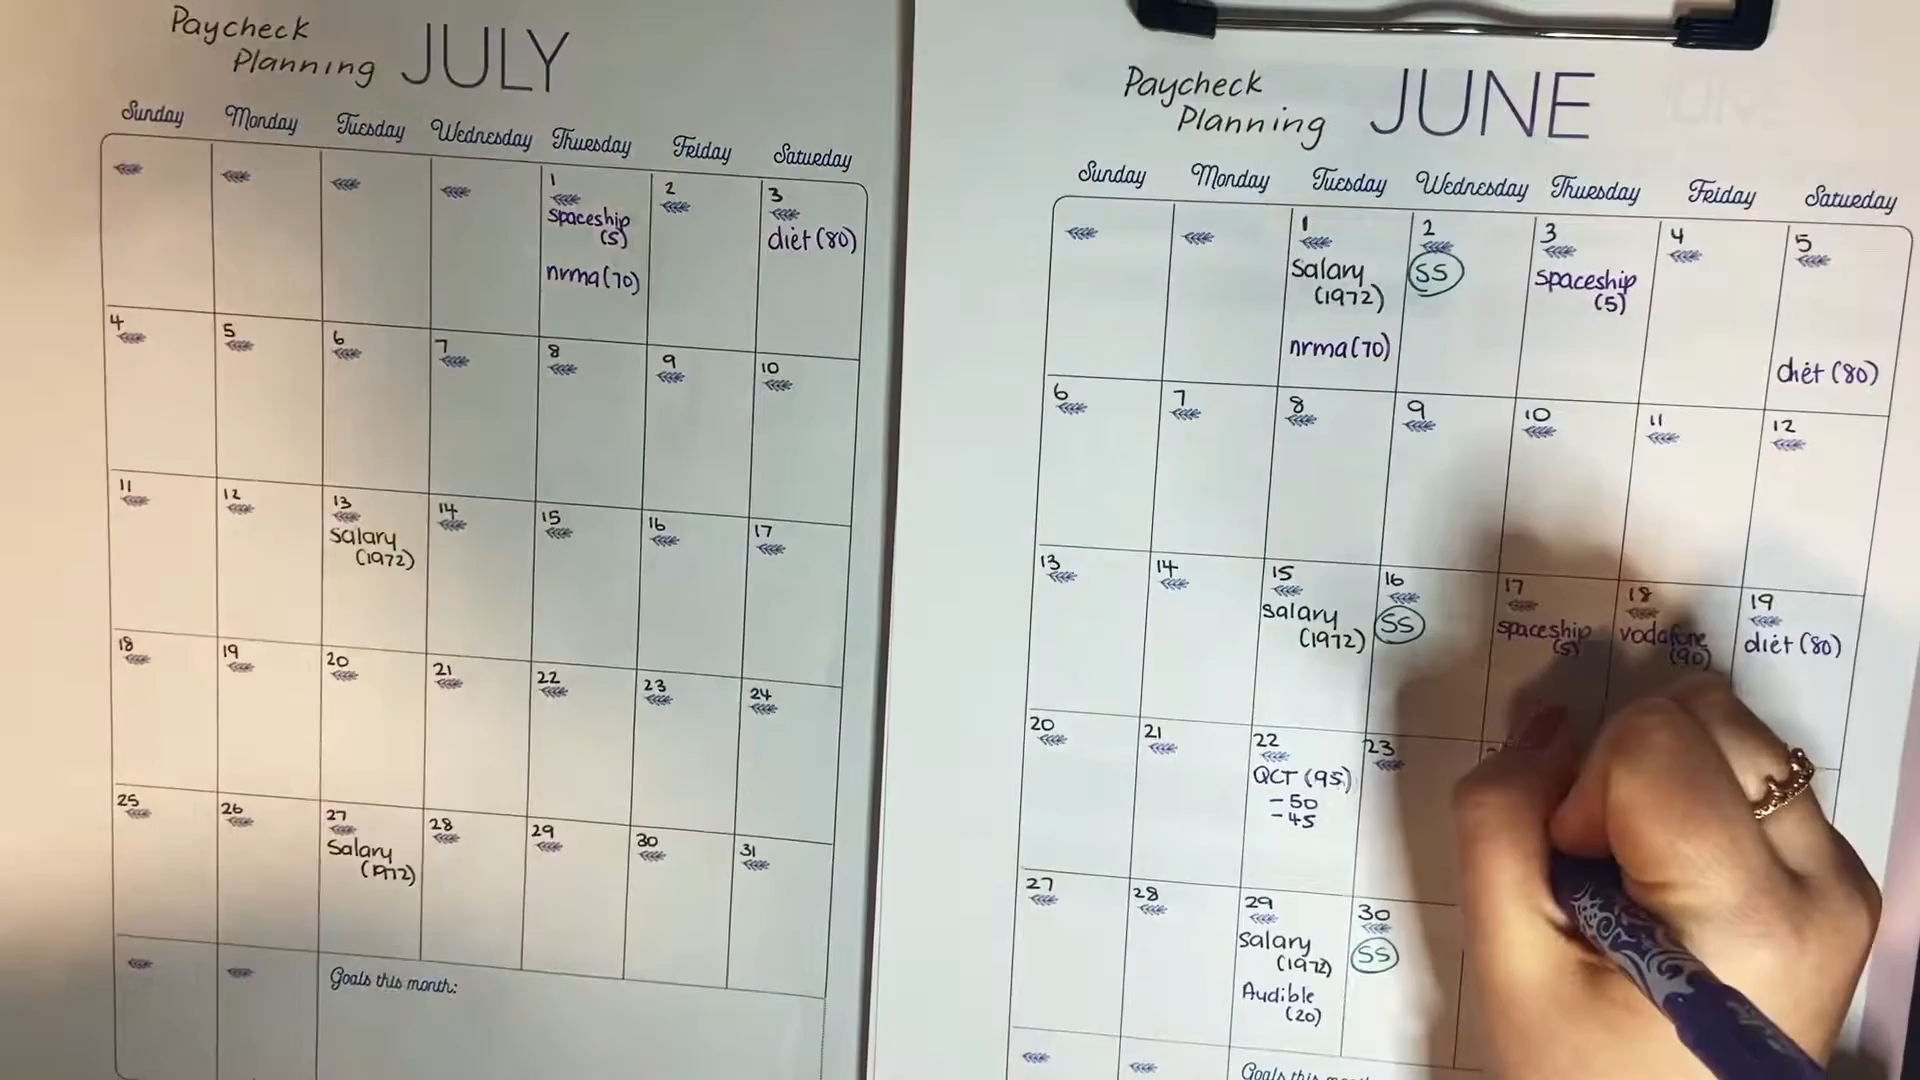 Paycheck
Planning
JULY
Sunday Monday Tuesday Wednesday Thursday Friday Saturday
1 2 3
spaceship
(5)
nrma(70)
diet(80)
4 5 6 7 8 9 10
11 12 13 14 15 16 17
Salary
(1972)
18 19 20 21 22 23 24
25 26 27 28 29 30 31
Salary
(1972)
Goals this month:
Paycheck
Planning
JUNE
Sunday Monday Tuesday Wednesday Thursday Friday Saturday
1 2 3 4 5
Salary
(1972)
nrma(70)
SS
spaceship
(5)
diet (80)
6 7 8 9 10 11 12
13 14 15 16 17 18 19
Salary
(1972)
SS
spaceship
(5)
vodafone
(90)
diet (80)
20 21 22 23
QCT (95)
-50
-45
27 28 29 30
Salary
(1972)
Audible
(20)
SS
Goals this